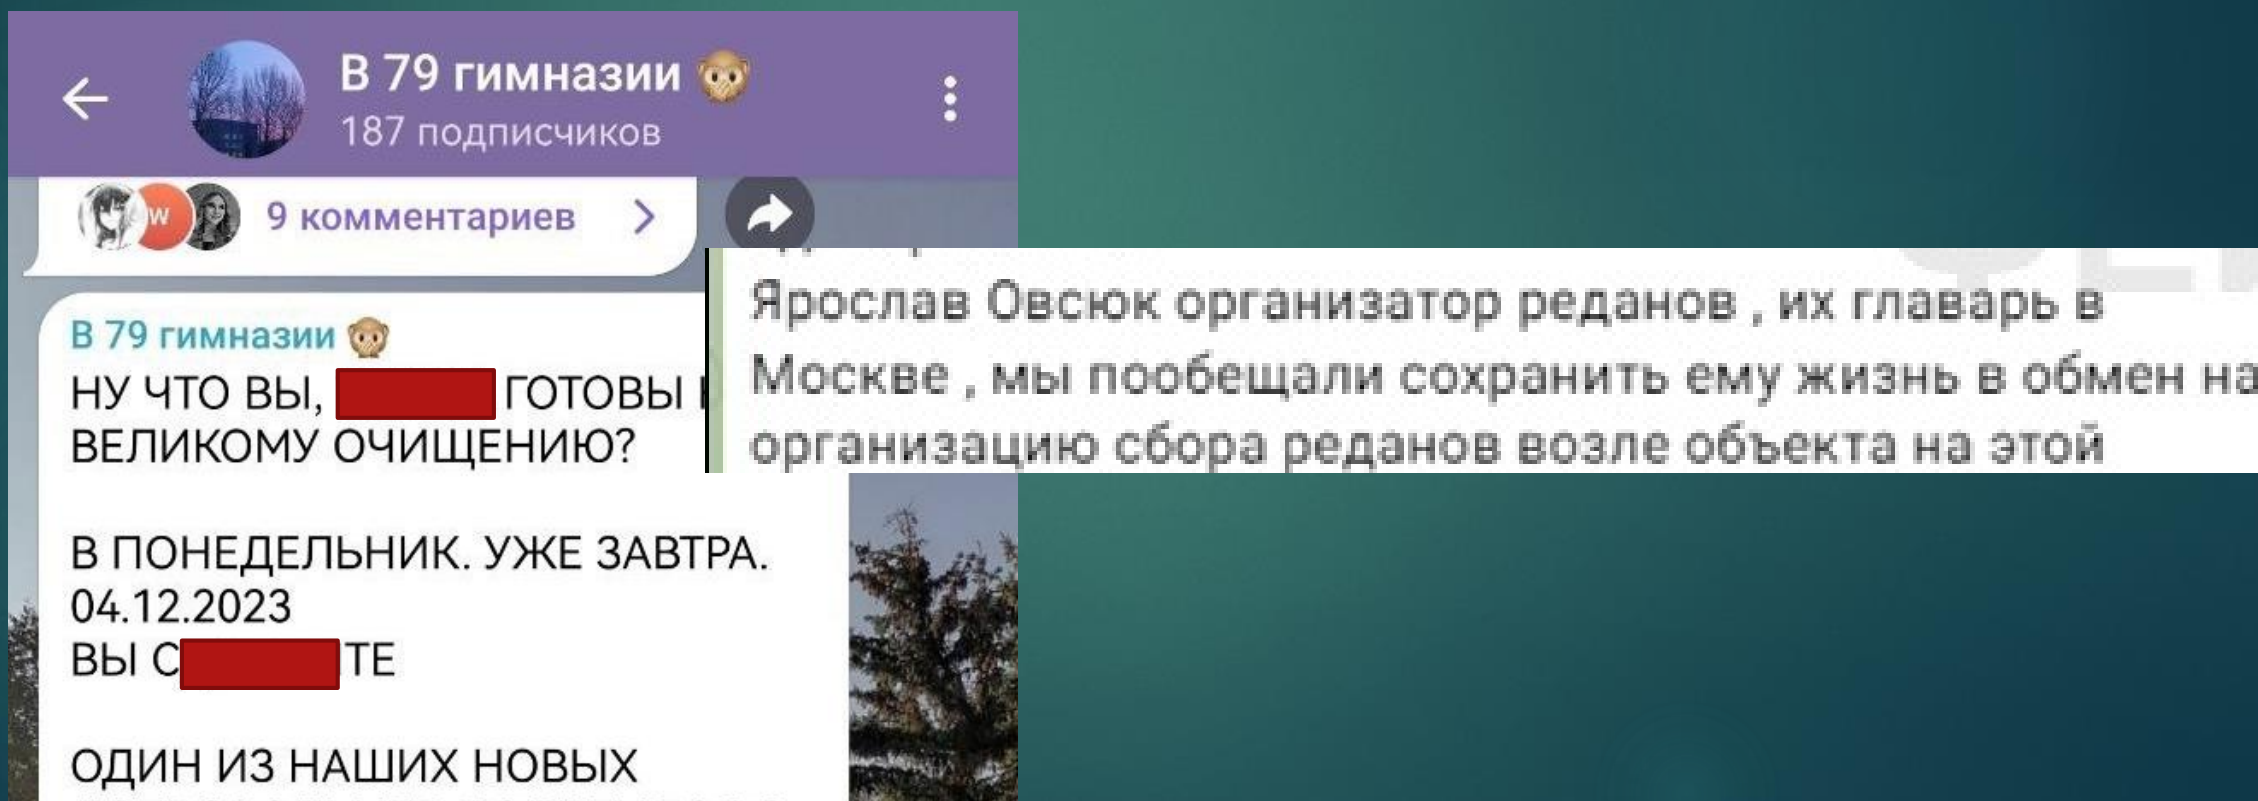 В 79 гимназии
187 подписчиков
W
9 комментариев
В 79 гимназии
НУ ЧТО ВЫ, ГОТОВЫ
ВЕЛИКОМУ ОЧИЩЕНИЮ?
В ПОНЕДЕЛЬНИК. УЖЕ ЗАВТРА.
04.12.2023
ВЫ С ТЕ
ОДИН ИЗ НАШИХ НОВЫХ
Ярослав Овсюк организатор реданов , их главарь в
Москве , мы пообещали сохранить ему жизнь в обмен на
организацию сбора реданов возле объекта на этой